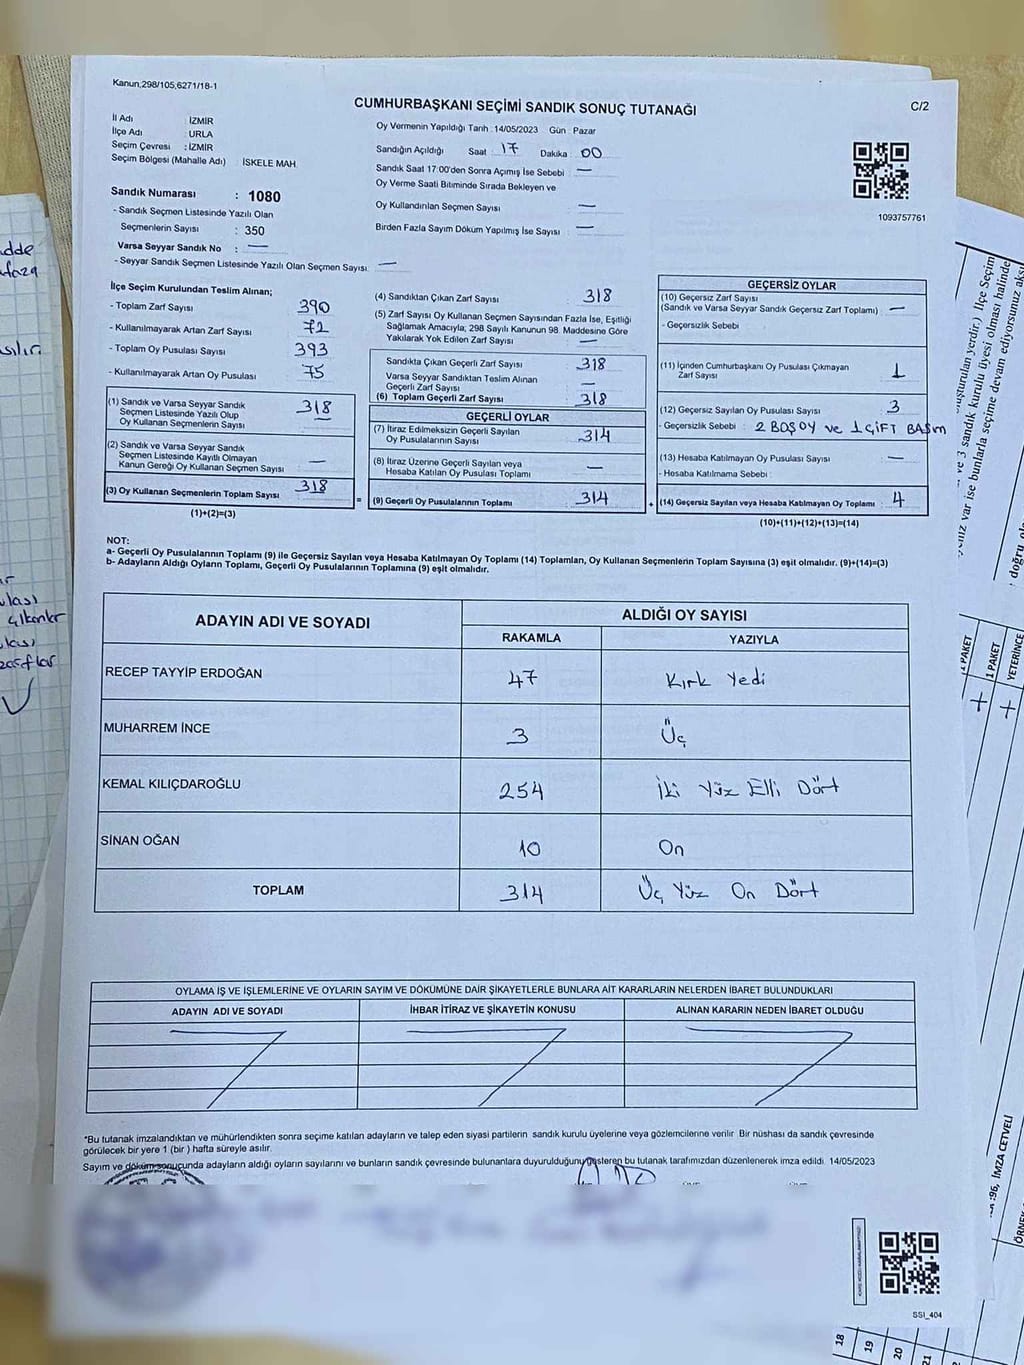 Kanun,298/105,6271/18-1
CUMHURBAŞKANI SEÇİMİ SANDIK SONUÇ TUTANAĞI
C/2
İl Adı : İZMİR
İlçe Adı : URLA
Seçim Çevresi : İZMİR
Seçim Bölgesi (Mahalle Adı) İSKELE MAH.
Sandık Numarası : 1080
- Sandık Seçmen Listesinde Yazılı Olan
Seçmenlerin Sayısı : 350
Varsa Seyyar Sandık No : —
- Seyyar Sandık Seçmen Listesinde Yazılı Olan Seçmen Sayısı: —
Oy Vermenin Yapıldığı Tarih : 14/05/2023 Gün : Pazar
Sandığın Açıldığı Saat : 17 Dakika : 00
Sandık Saat 17:00'den Sonra Açımış İse Sebebi : —
Oy Verme Saati Bitiminde Sırada Bekleyen ve
Oy Kullandırılan Seçmen Sayısı : —
Birden Fazla Sayım Döküm Yapılmış İse Sayısı : —
1093757761
İlçe Seçim Kurulundan Teslim Alınan;
- Toplam Zarf Sayısı 390
- Kullanılmayarak Artan Zarf Sayısı 72
- Toplam Oy Pusulası Sayısı 393
- Kullanılmayarak Artan Oy Pusulası 75
(1) Sandık ve Varsa Seyyar Sandık
Seçmen Listesinde Yazılı Olup
Oy Kullanan Seçmenlerin Sayısı 318
(2) Sandık ve Varsa Seyyar Sandık
Seçmen Listesinde Kayıtlı Olmayan
Kanun Gereği Oy Kullanan Seçmen Sayısı —
(3) Oy Kullanan Seçmenlerin Toplam Sayısı 318
(1)+(2)=(3)
=
(4) Sandıktan Çıkan Zarf Sayısı 318
(5) Zarf Sayısı Oy Kullanan Seçmen Sayısından Fazla İse, Eşitliği
Sağlamak Amacıyla; 298 Sayılı Kanunun 98. Maddesine Göre
Yakılarak Yok Edilen Zarf Sayısı —
Sandıkta Çıkan Geçerli Zarf Sayısı 318
Varsa Seyyar Sandıktan Teslim Alınan
Geçerli Zarf Sayısı —
(6) Toplam Geçerli Zarf Sayısı 318
GEÇERLİ OYLAR
(7) İtiraz Edilmeksizin Geçerli Sayılan
Oy Pusulalarının Sayısı 314
(8) İtiraz Üzerine Geçerli Sayılan veya
Hesaba Katılan Oy Pusulası Toplamı —
(9) Geçerli Oy Pusulalarının Toplamı 314
+
GEÇERSİZ OYLAR
(10) Geçersiz Zarf Sayısı
(Sandık ve Varsa Seyyar Sandık Geçersiz Zarf Toplamı) —
- Geçersizlik Sebebi :
(11) İçinden Cumhurbaşkanı Oy Pusulası Çıkmayan
Zarf Sayısı 1
(12) Geçersiz Sayılan Oy Pusulası Sayısı 3
- Geçersizlik Sebebi : 2 BOŞ OY ve 1 ÇİFT BASIM
(13) Hesaba Katılmayan Oy Pusulası Sayısı —
- Hesaba Katılmama Sebebi :
(14) Geçersiz Sayılan veya Hesaba Katılmayan Oy Toplamı 4
(10)+(11)+(12)+(13)=(14)
NOT:
a- Geçerli Oy Pusulalarının Toplamı (9) ile Geçersiz Sayılan veya Hesaba Katılmayan Oy Toplamı (14) Toplamları, Oy Kullanan Seçmenlerin Toplam Sayısına (3) eşit olmalıdır. (9)+(14)=(3)
b- Adayların Aldığı Oyların Toplamı, Geçerli Oy Pusulalarının Toplamına (9) eşit olmalıdır.
ADAYIN ADI VE SOYADI
ALDIĞI OY SAYISI
RAKAMLA YAZIYLA
RECEP TAYYİP ERDOĞAN 47 Kırk Yedi
MUHARREM İNCE 3 Üç
KEMAL KILIÇDAROĞLU 254 İki Yüz Elli Dört
SİNAN OĞAN 10 On
TOPLAM 314 Üç Yüz On Dört
OYLAMA İŞ VE İŞLEMLERİNE VE OYLARIN SAYIM VE DÖKÜMÜNE DAİR ŞİKAYETLERLE BUNLARA AİT KARARLARIN NELERDEN İBARET BULUNDUKLARI
ADAYIN ADI VE SOYADI İHBAR İTİRAZ VE ŞİKAYETİN KONUSU ALINAN KARARIN NEDEN İBARET OLDUĞU
*Bu tutanak imzalandıktan ve mühürlendikten sonra seçime katılan adayların ve talep eden siyasi partilerin sandık kurulu üyelerine veya gözlemcilerine verilir. Bir nüshası da sandık çevresinde
görülecek bir yere 1 (bir ) hafta süreyle asılır.
Sayım ve döküm sonucunda adayların aldığı oyların sayılarını ve bunların sandık çevresinde bulunanlara duyurulduğunu gösteren bu tutanak tarafımızdan düzenlenerek imza edildi. 14/05/2023
SSI_404
1 PAKET
1 PAKET
YETERİNCE
+
+
İMZA CETVELİ
18
19
20
21